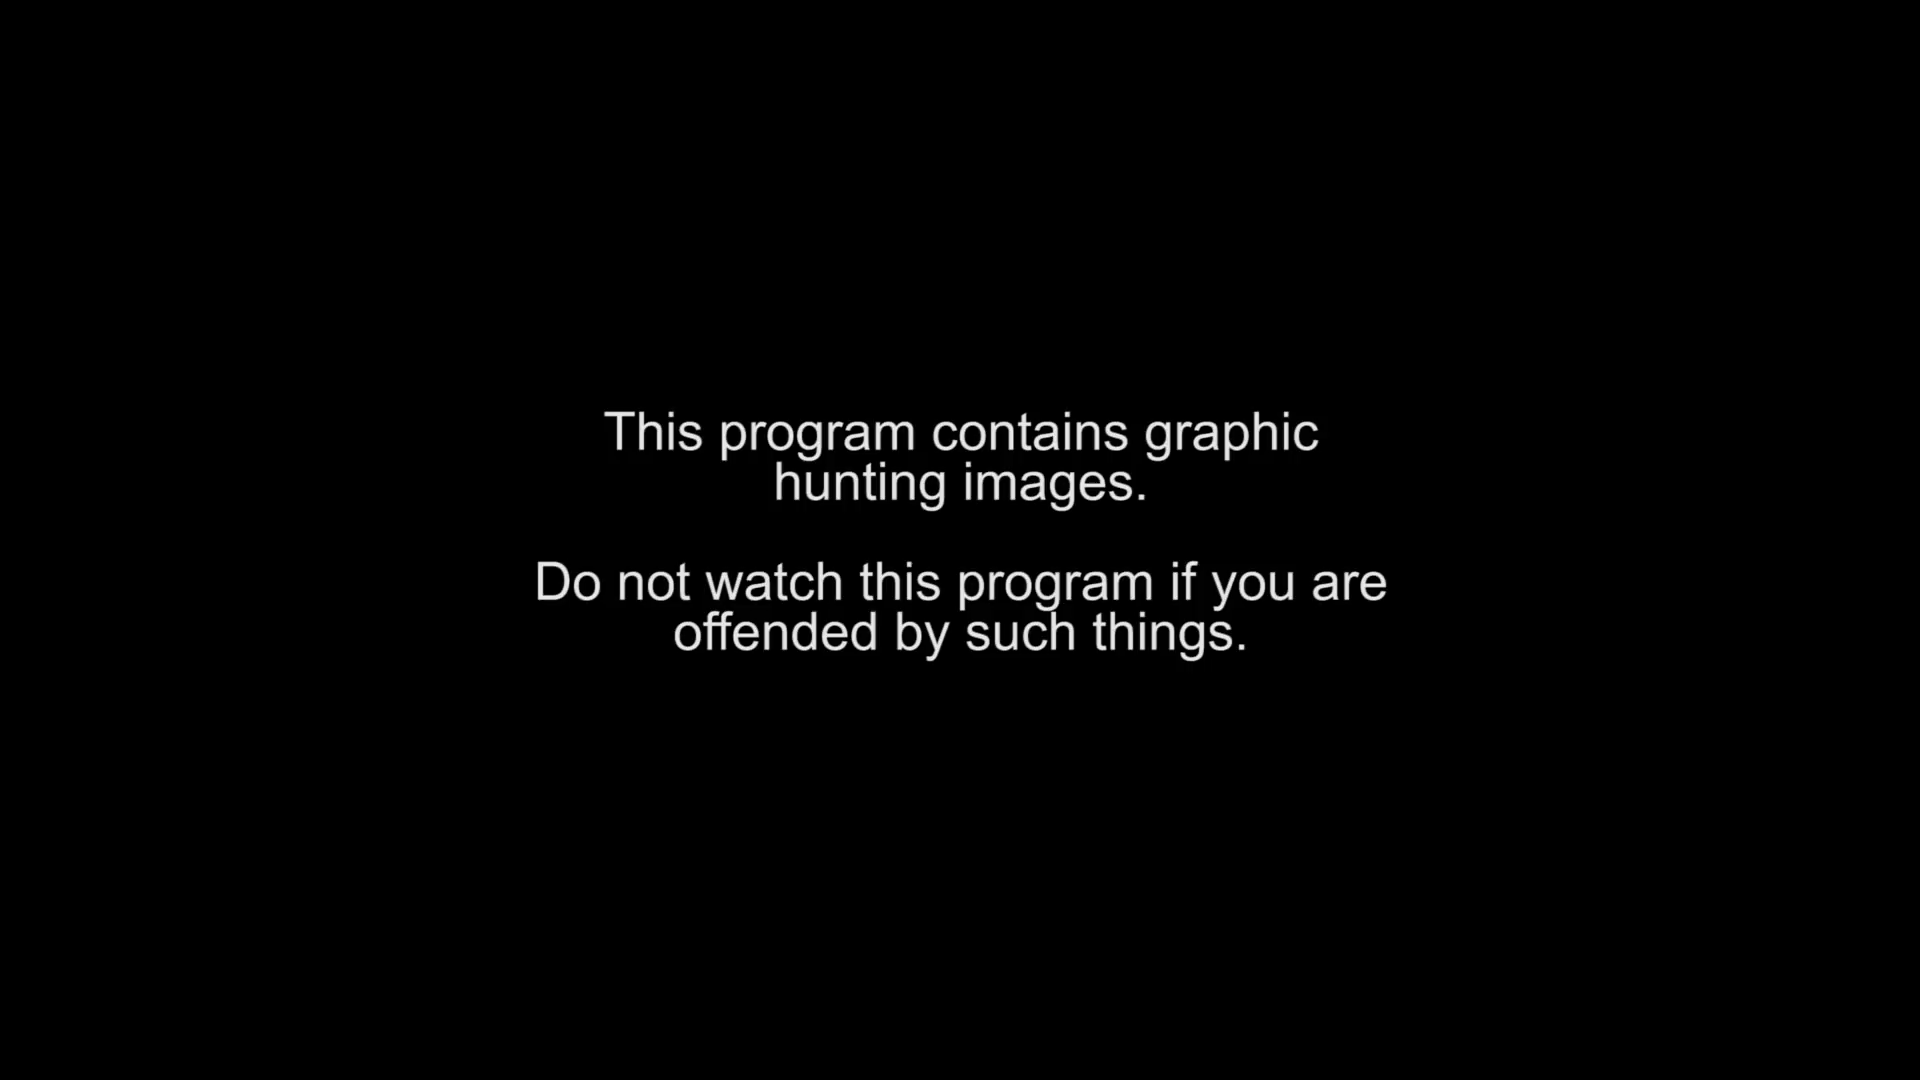 This program contains graphic
hunting images.
Do not watch this program if you are
offended by such things.